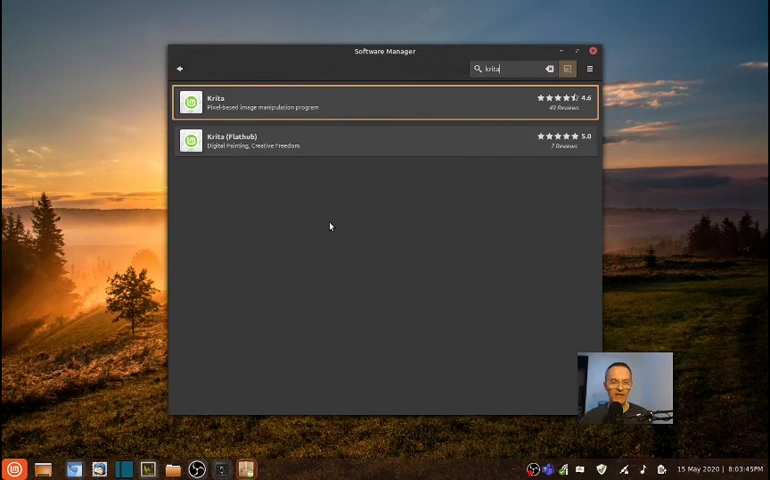 Software Manager
krita
Krita
Pixel-based image manipulation program
4.6
49 Reviews
Krita (Flathub)
Digital Painting, Creative Freedom
5.0
7 Reviews
15 May 2020 | 8:03:45PM